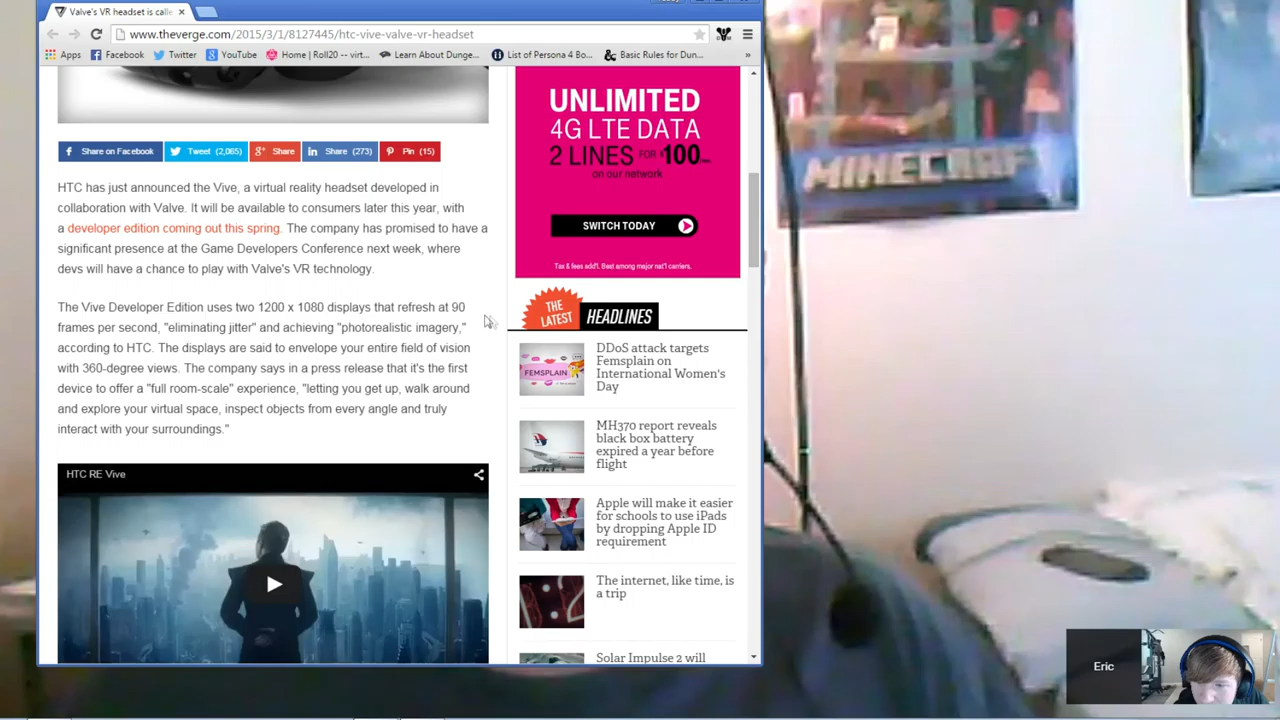 Valve's VR headset is calle
www.theverge.com/2015/3/1/8127445/htc-vive-valve-vr-headset
Apps Facebook Twitter YouTube Home | Roll20 -- virt... Learn About Dunge... List of Persona 4 Bo... Basic Rules for Dun... »
Share on Facebook Tweet (2,065) Share Share (273) Pin (15)
HTC has just announced the Vive, a virtual reality headset developed in
collaboration with Valve. It will be available to consumers later this year, with
a developer edition coming out this spring. The company has promised to have a
significant presence at the Game Developers Conference next week, where
devs will have a chance to play with Valve's VR technology.
The Vive Developer Edition uses two 1200 x 1080 displays that refresh at 90
frames per second, "eliminating jitter" and achieving "photorealistic imagery,"
according to HTC. The displays are said to envelope your entire field of vision
with 360-degree views. The company says in a press release that it's the first
device to offer a "full room-scale" experience, "letting you get up, walk around
and explore your virtual space, inspect objects from every angle and truly
interact with your surroundings."
HTC RE Vive
UNLIMITED
4G LTE DATA
2 LINES FOR $100
on our network
SWITCH TODAY
Tax & fees add'l. Best among major nat'l carriers.
THE
LATEST
HEADLINES
DDoS attack targets
Femsplain on
International Women's
Day
FEMSPLAIN
MH370 report reveals
black box battery
expired a year before
flight
Apple will make it easier
for schools to use iPads
by dropping Apple ID
requirement
The internet, like time, is
a trip
Solar Impulse 2 will
MINECRAFT
Eric